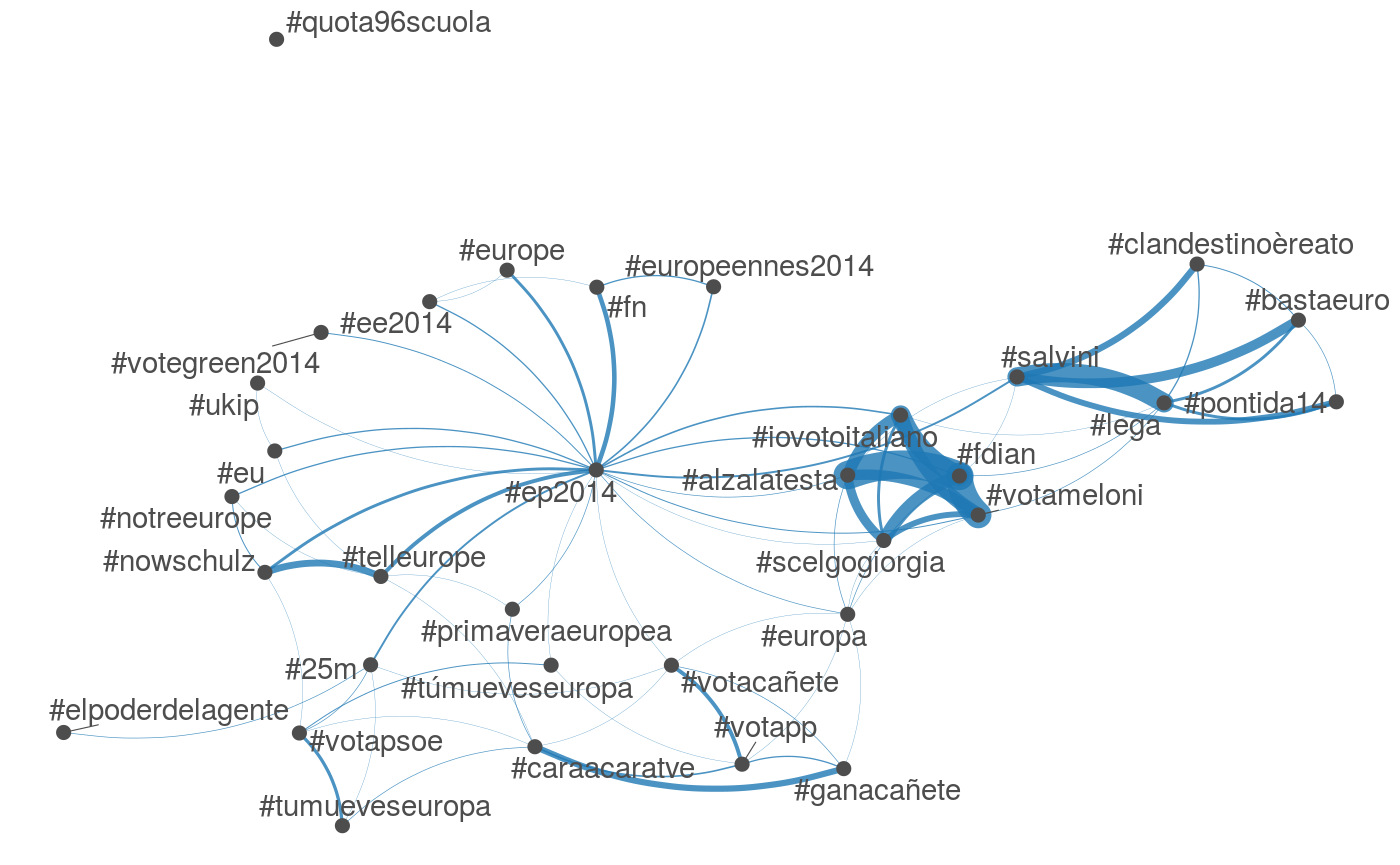 #quota96scuola
#clandestinoèreato
#europe
#europeennes2014
#bastaeuro
#fn
#ee2014
#salvini
#votegreen2014
#ukip
#pontida14
#lega
#iovotoitaliano
#fdian
#eu
#alzalatesta
#ep2014
#votameloni
#notreeurope
#telleurope
#nowschulz
#scelgogiorgia
#primaveraeuropea
#europa
#25m
#túmueveseuropa
#votacañete
#elpoderdelagente
#votapp
#votapsoe
#caraacaratve
#ganacañete
#tumueveseuropa